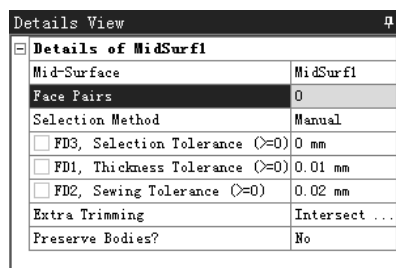 Details View
Details of MidSurf1
Mid-Surface MidSurf1
Face Pairs 0
Selection Method Manual
FD3, Selection Tolerance (>=0) 0 mm
FD1, Thickness Tolerance (>=0) 0.01 mm
FD2, Sewing Tolerance (>=0) 0.02 mm
Extra Trimming Intersect ...
Preserve Bodies? No